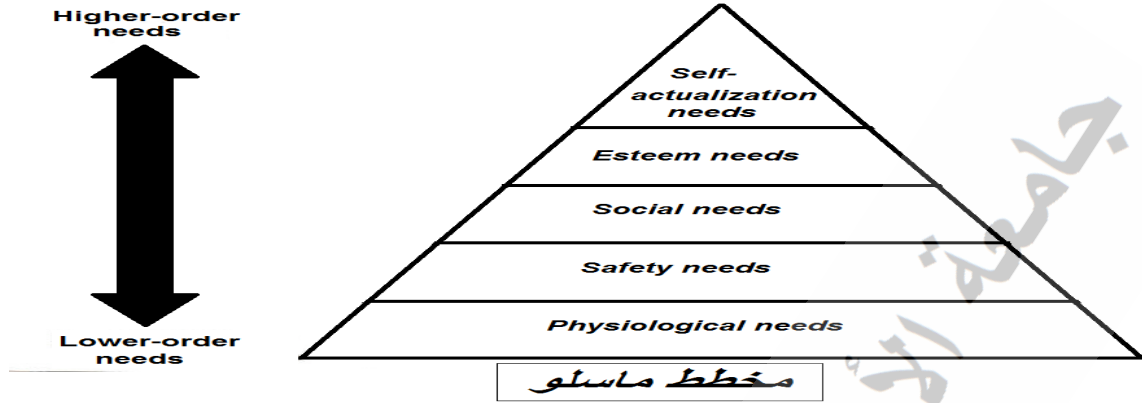 Higher-order
needs
Self-
actualization
needs
Esteem needs
Social needs
Safety needs
Physiological needs
Lower-order
needs
مخطط ماسلو
جامعة